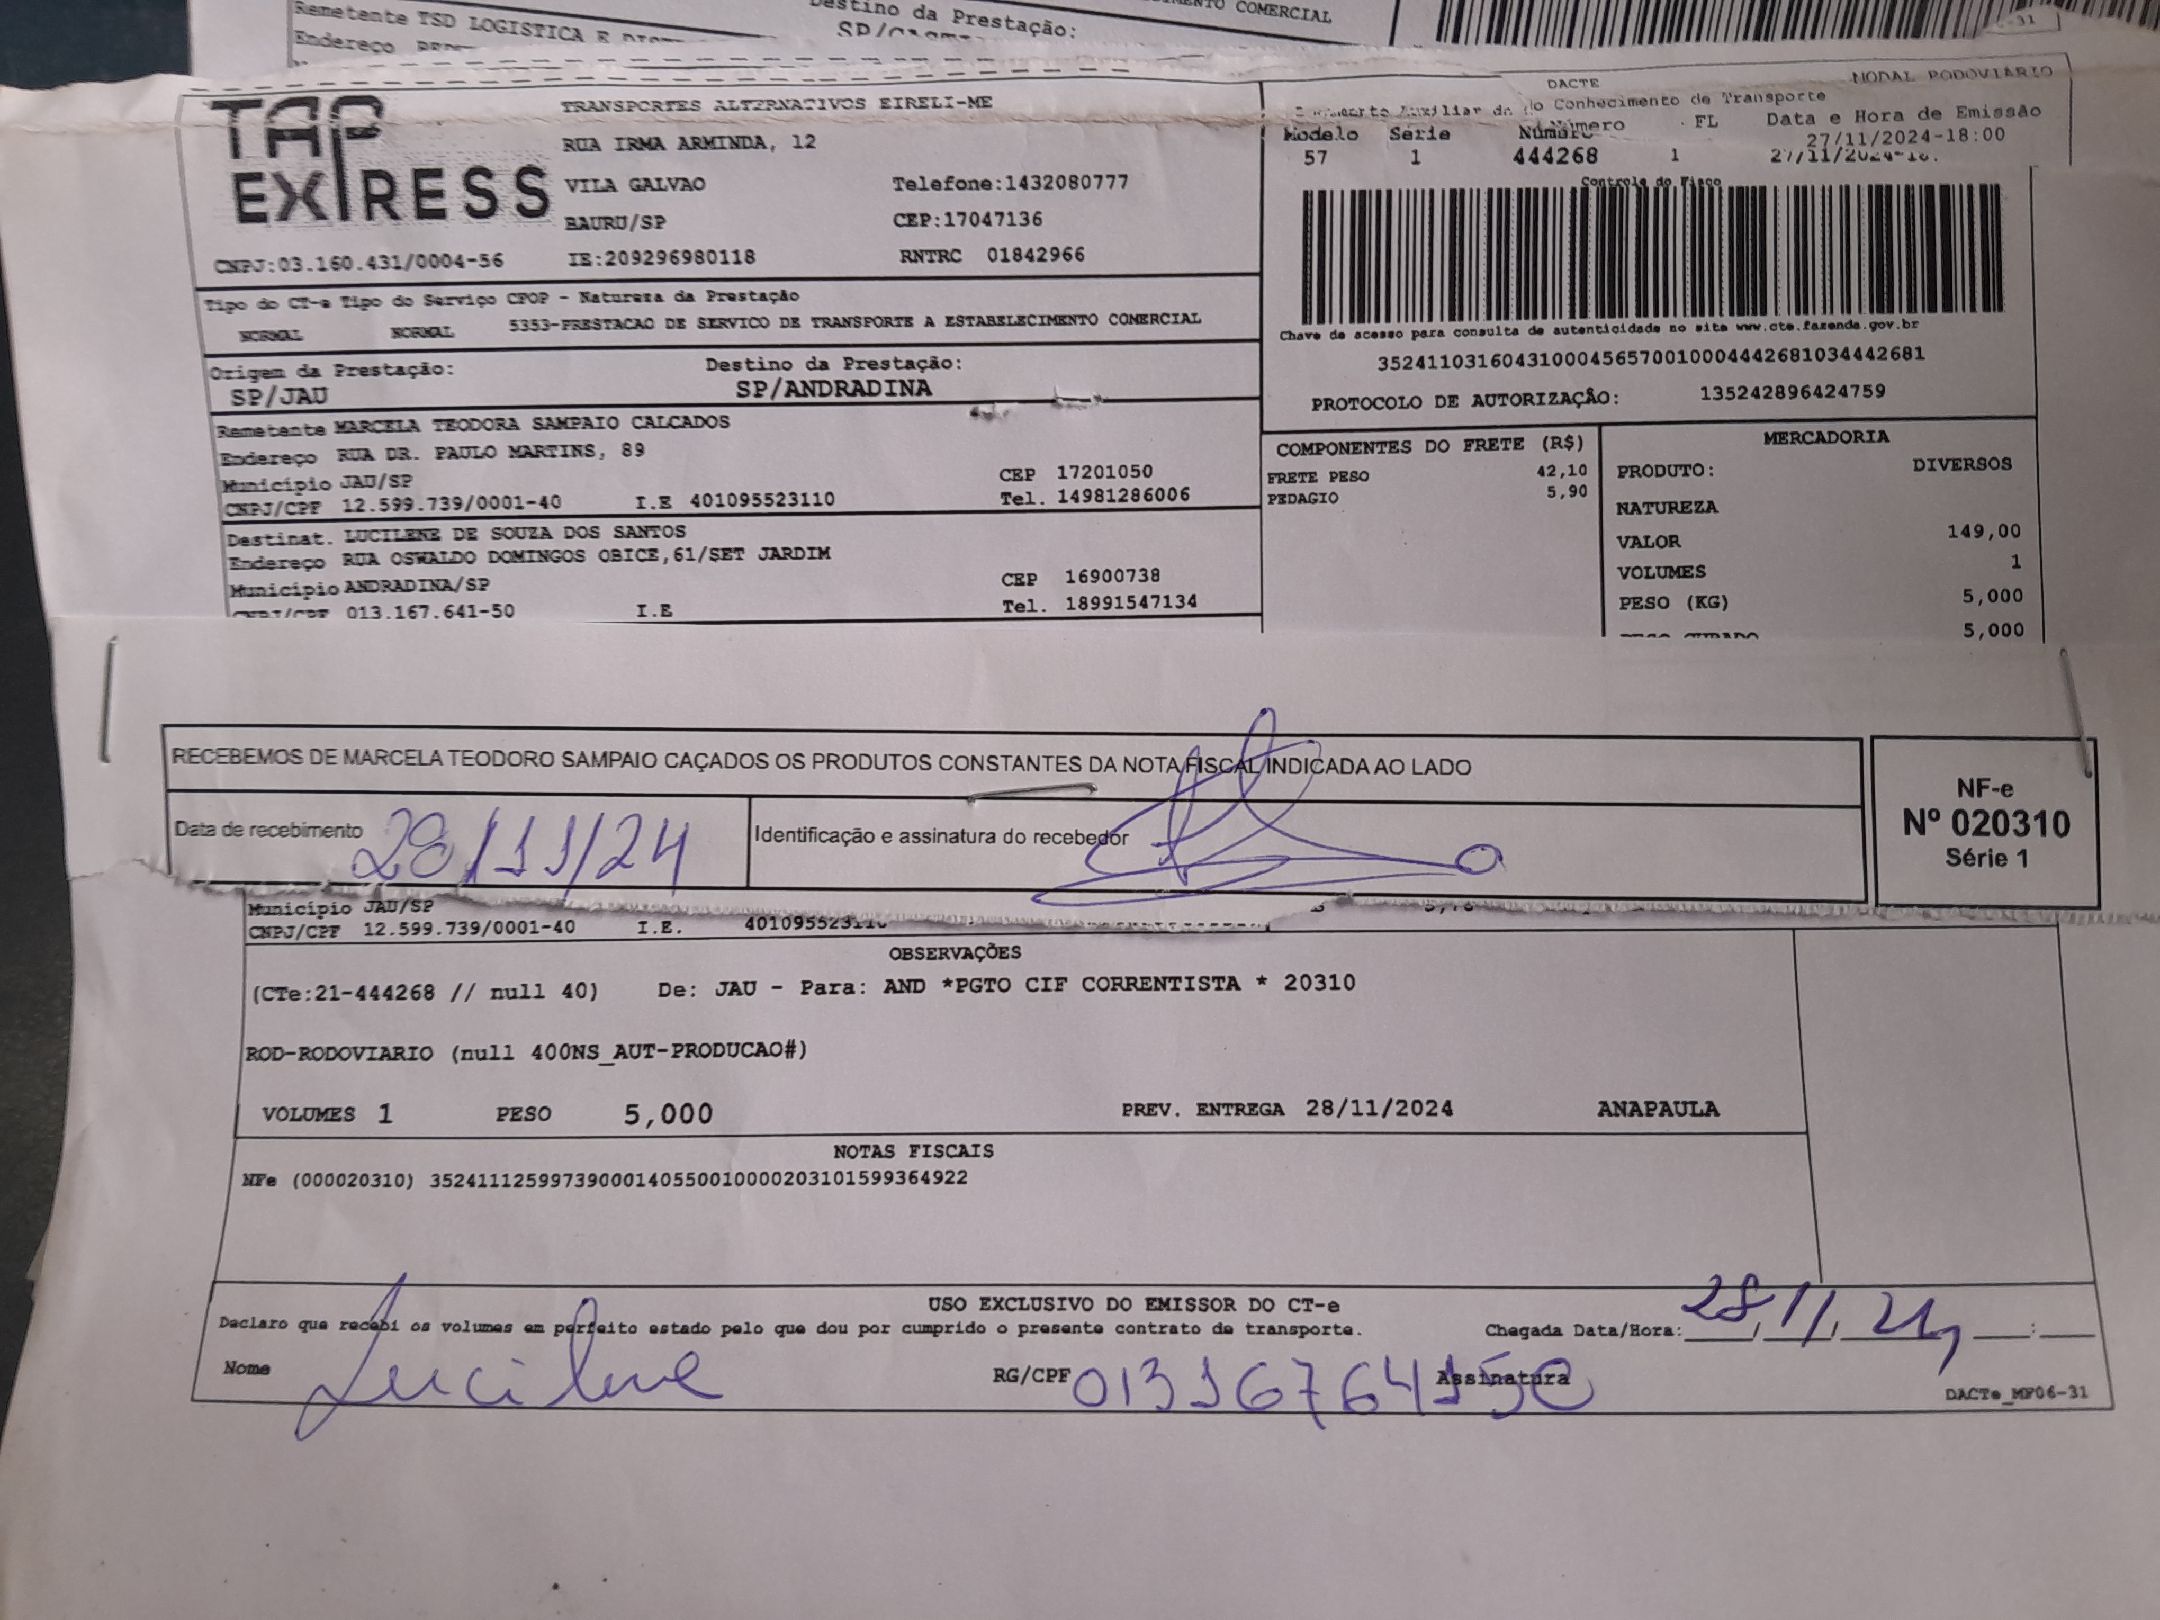 Remetente TSD LOGISTICA E
Endereço
Destino da Prestação:
COMERCIAL
TAP EXPRESS
TRANSPORTES ALTERNATIVOS EIRELI-ME
RUA IRMA ARMINDA, 12
VILA GALVAO Telefone:1432080777
BAURU/SP CEP:17047136
CNPJ:03.160.431/0004-56 IE:209296980118 RNTRC 01842966
DACTE MODAL RODOVIÁRIO
do Conhecimento de Transporte
Modelo Série Número FL Data e Hora de Emissão
27/11/2024-18:00
57 1 444268 1
Controle do Fisco
Chave de acesso para consulta de autenticidade no site www.cte.fazenda.gov.br
35241103160431000456570010004442681034442681
PROTOCOLO DE AUTORIZAÇÃO: 135242896424759
Tipo do CT-e Tipo do Serviço CFOP - Natureza da Prestação
NORMAL NORMAL 5353-PRESTACAO DE SERVICO DE TRANSPORTE A ESTABELECIMENTO COMERCIAL
Origem da Prestação: Destino da Prestação:
SP/JAU SP/ANDRADINA
Remetente MARCELA TEODORA SAMPAIO CALCADOS
Endereço RUA DR. PAULO MARTINS, 89
Município JAU/SP CEP 17201050
CNPJ/CPF 12.599.739/0001-40 I.E 401095523110 Tel. 14981286006
Destinat. LUCILENE DE SOUZA DOS SANTOS
Endereço RUA OSWALDO DOMINGOS OBICE,61/SET JARDIM
Município ANDRADINA/SP CEP 16900738
CNPJ/CPF 013.167.641-50 I.E Tel. 18991547134
COMPONENTES DO FRETE (R$)
FRETE PESO 42,10
PEDAGIO 5,90
MERCADORIA
PRODUTO: DIVERSOS
NATUREZA
VALOR 149,00
VOLUMES 1
PESO (KG) 5,000
5,000
RECEBEMOS DE MARCELA TEODORO SAMPAIO CAÇADOS OS PRODUTOS CONSTANTES DA NOTA FISCAL INDICADA AO LADO
Data de recebimento 28/11/24
Identificação e assinatura do recebedor
NF-e
Nº 020310
Série 1
Município JAU/SP
CNPJ/CPF 12.599.739/0001-40 I.E. 401095523110
OBSERVAÇÕES
(CTe:21-444268 // null 40) De: JAU - Para: AND *PGTO CIF CORRENTISTA * 20310
ROD-RODOVIARIO (null 400NS_AUT-PRODUCAO#)
VOLUMES 1 PESO 5,000 PREV. ENTREGA 28/11/2024 ANAPAULA
NOTAS FISCAIS
NFe (000020310) 35241112599739000140550010000203101599364922
USO EXCLUSIVO DO EMISSOR DO CT-e
Declaro que recebi os volumes em perfeito estado pelo que dou por cumprido o presente contrato de transporte. Chegada Data/Hora: 28/11/24
Nome Lucilene RG/CPF 01316764150 Assinatura
DACTe_MF06-31